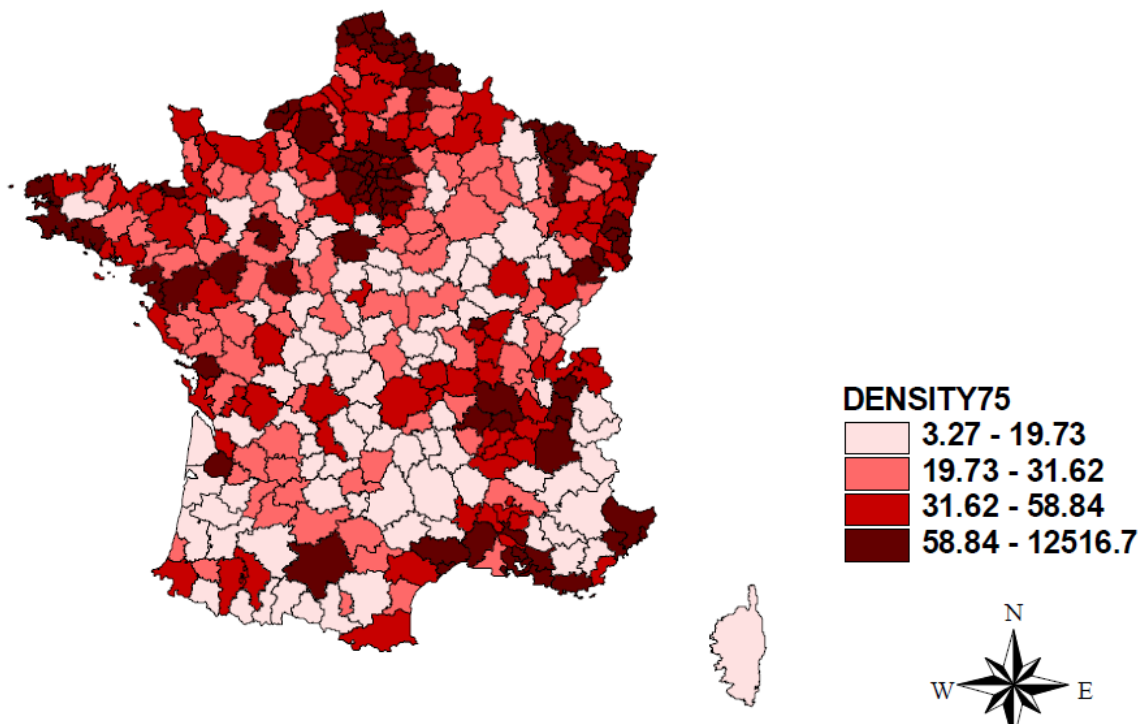 DENSITY75
3.27 - 19.73
19.73 - 31.62
31.62 - 58.84
58.84 - 12516.7
N
W E